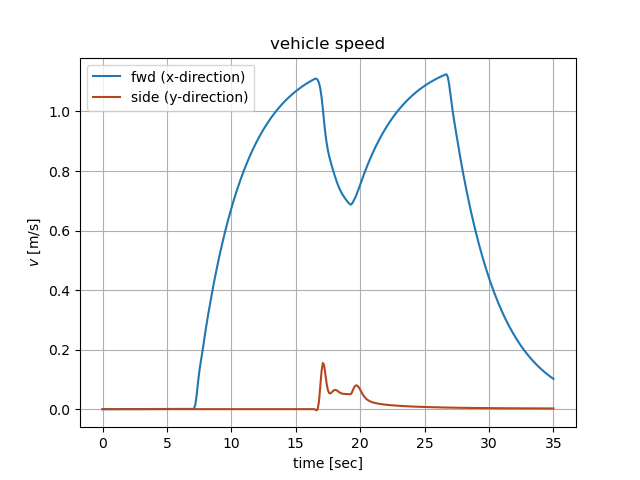 vehicle speed
fwd (x-direction)
side (y-direction)
v [m/s]
1.0
0.8
0.6
0.4
0.2
0.0
0 5 10 15 20 25 30 35
time [sec]